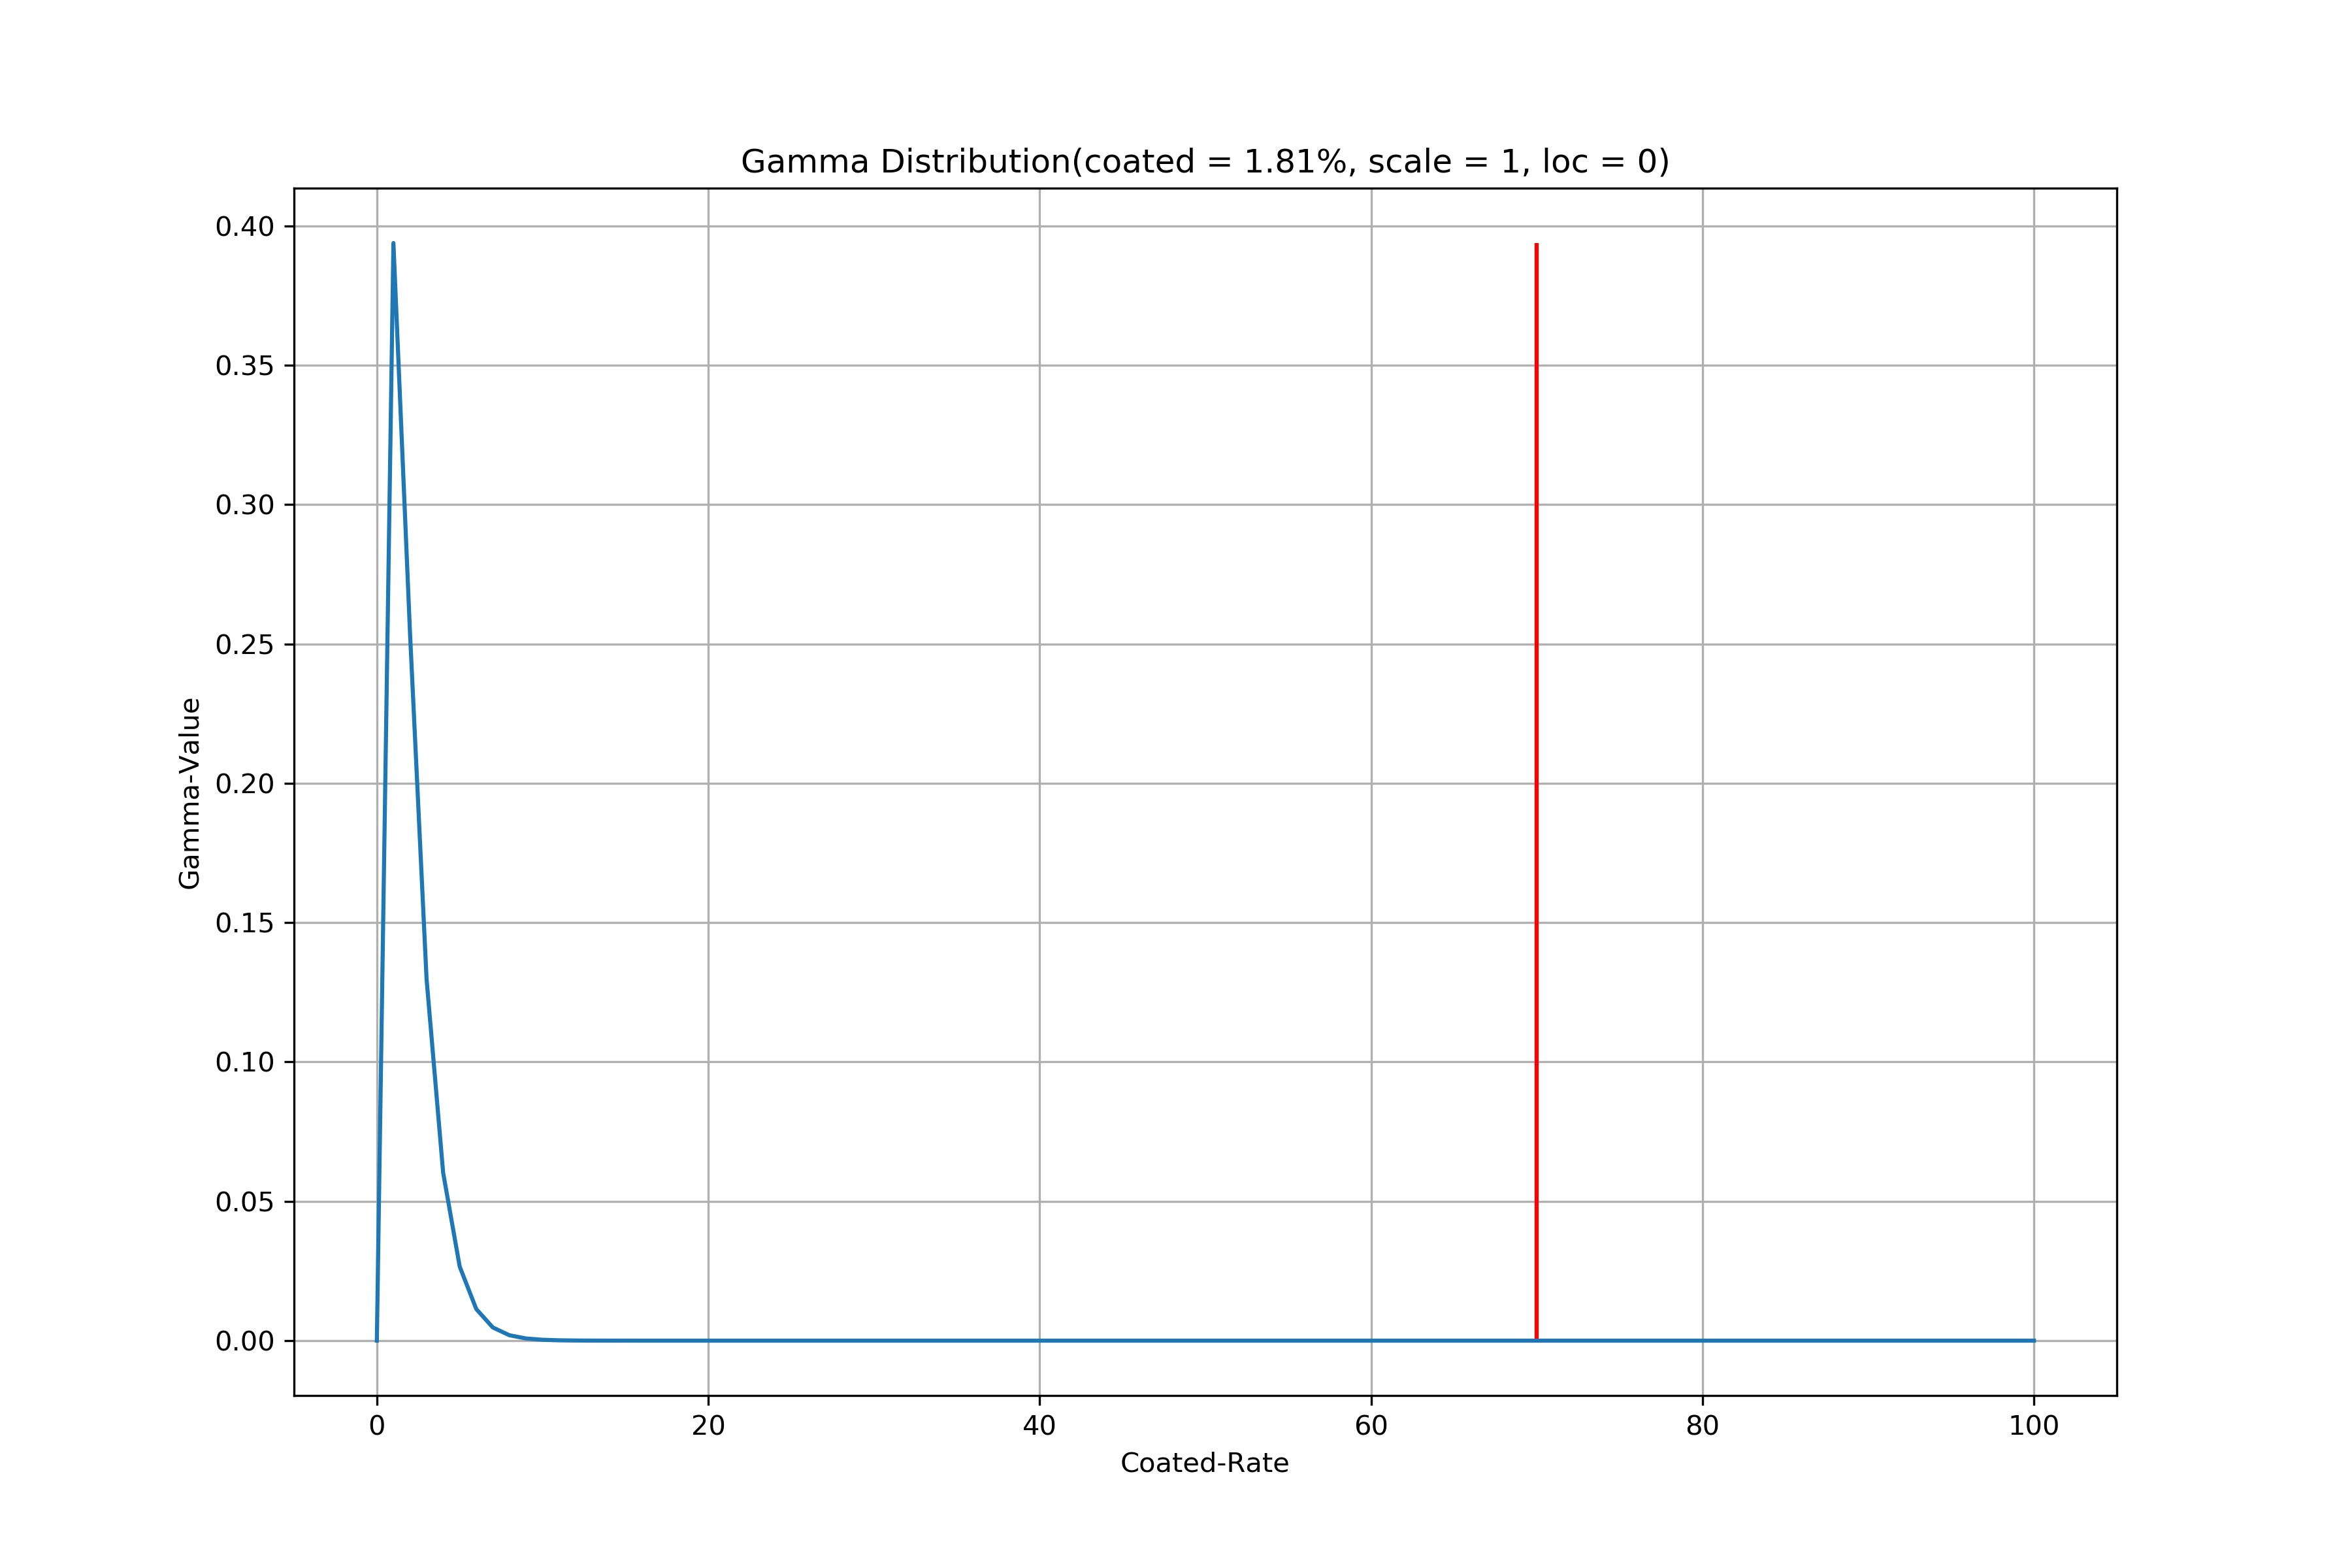 Gamma Distribution(coated = 1.81%, scale = 1, loc = 0)
0.40
0.35
0.30
0.25
0.20
0.15
0.10
0.05
0.00
Gamma-Value
0 20 40 60 80 100
Coated-Rate